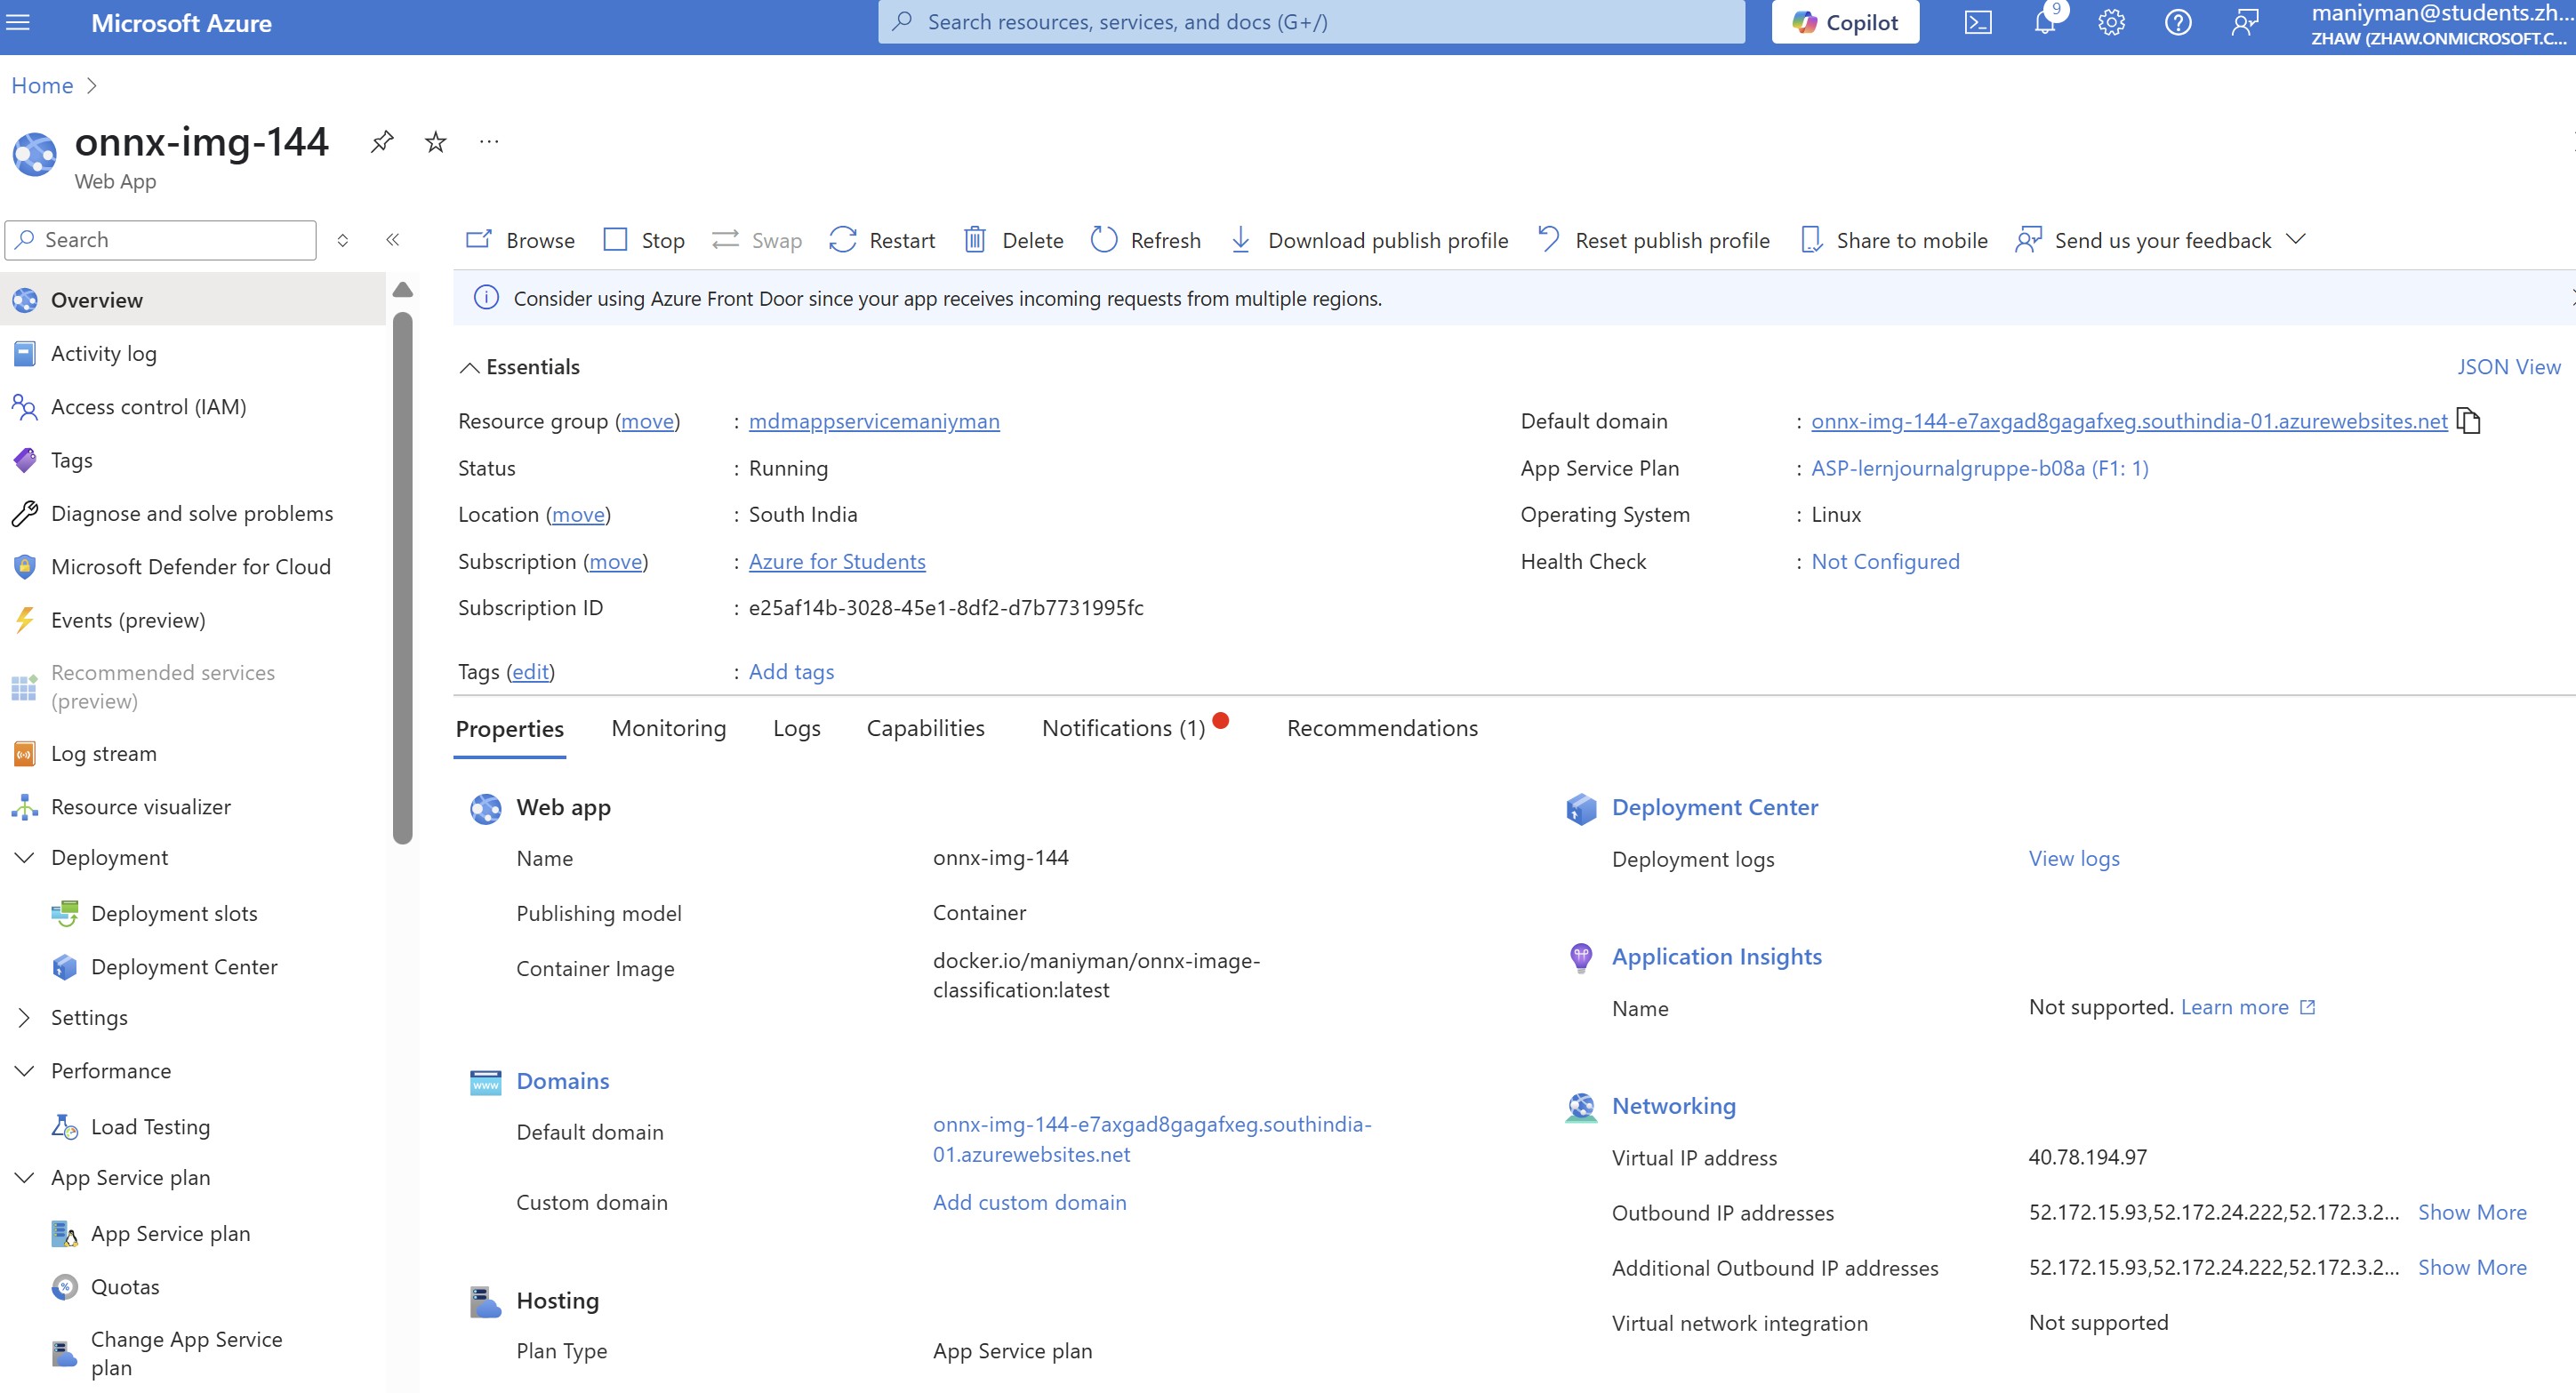 Microsoft Azure
Search resources, services, and docs (G+/)
Copilot
9
maniyman@students.zh...
ZHAW (ZHAW.ONMICROSOFT.C...
Home
onnx-img-144
Web App
Search
Browse
Stop
Swap
Restart
Delete
Refresh
Download publish profile
Reset publish profile
Share to mobile
Send us your feedback
Consider using Azure Front Door since your app receives incoming requests from multiple regions.
Overview
Activity log
Access control (IAM)
Tags
Diagnose and solve problems
Microsoft Defender for Cloud
Events (preview)
Recommended services
(preview)
Log stream
Resource visualizer
Deployment
Deployment slots
Deployment Center
Settings
Performance
Load Testing
App Service plan
App Service plan
Quotas
Change App Service
plan
Essentials
JSON View
Resource group (move) : mdmappservicemaniyman
Status : Running
Location (move) : South India
Subscription (move) : Azure for Students
Subscription ID : e25af14b-3028-45e1-8df2-d7b7731995fc
Tags (edit) : Add tags
Default domain : onnx-img-144-e7axgad8gagafxeg.southindia-01.azurewebsites.net
App Service Plan : ASP-lernjournalgruppe-b08a (F1: 1)
Operating System : Linux
Health Check : Not Configured
Properties
Monitoring
Logs
Capabilities
Notifications (1)
Recommendations
Web app
Name onnx-img-144
Publishing model Container
Container Image docker.io/maniyman/onnx-image-
classification:latest
Domains
www
Default domain onnx-img-144-e7axgad8gagafxeg.southindia-
01.azurewebsites.net
Custom domain Add custom domain
Hosting
Plan Type App Service plan
Deployment Center
Deployment logs View logs
Application Insights
Name Not supported. Learn more
Networking
Virtual IP address 40.78.194.97
Outbound IP addresses 52.172.15.93,52.172.24.222,52.172.3.2... Show More
Additional Outbound IP addresses 52.172.15.93,52.172.24.222,52.172.3.2... Show More
Virtual network integration Not supported